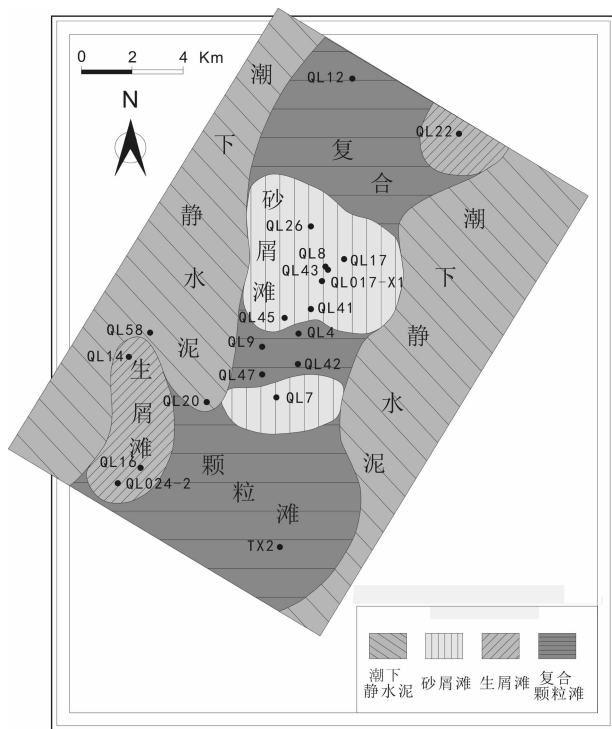 0 2 4 Km
N
潮下静水泥
QL12
QL22
复合
砂屑滩
潮下静水泥
QL26
QL8
QL17
QL43
QL017-X1
QL41
QL45
QL58
QL4
QL9
QL14
QL42
生屑滩
QL47
QL20
QL7
QL16
颗粒滩
QL024-2
TX2
潮下
静水泥
砂屑滩
生屑滩
复合
颗粒滩